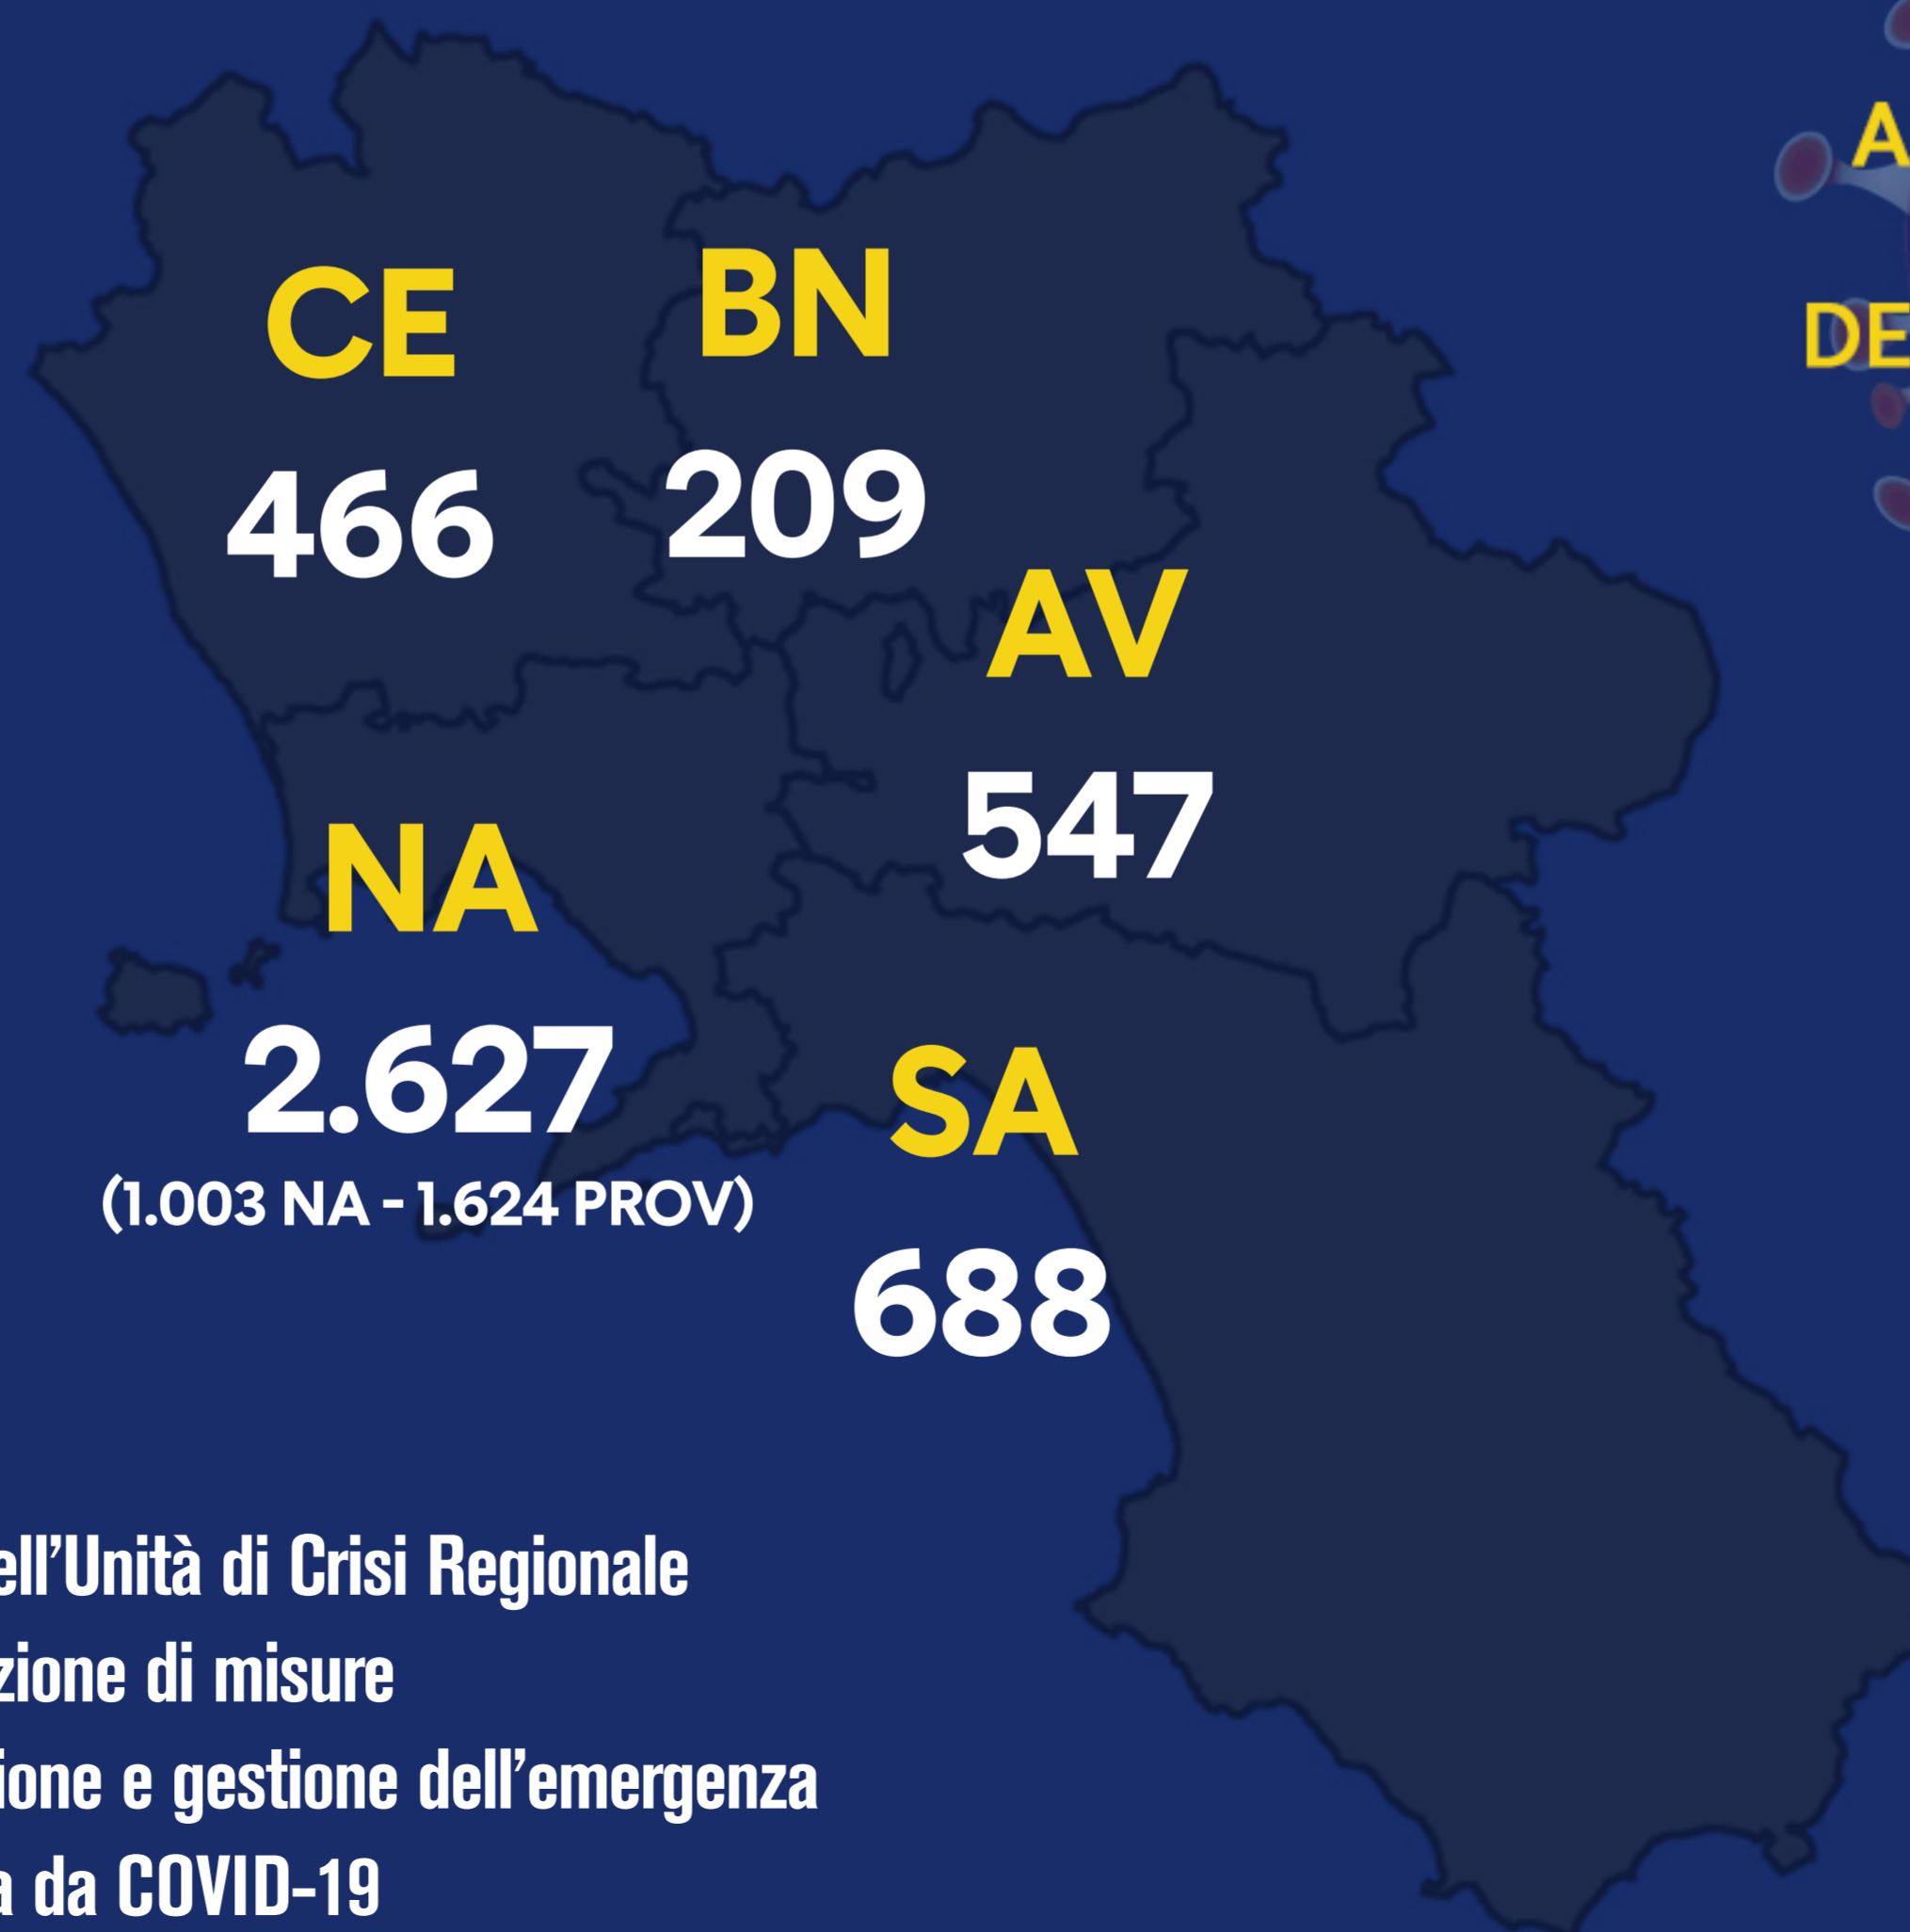 CE
466
BN
209
AV
547
NA
2.627
(1.003 NA - 1.624 PROV)
SA
688
A
DE
ell'Unità di Crisi Regionale
zione di misure
ione e gestione dell'emergenza
a da COVID-19